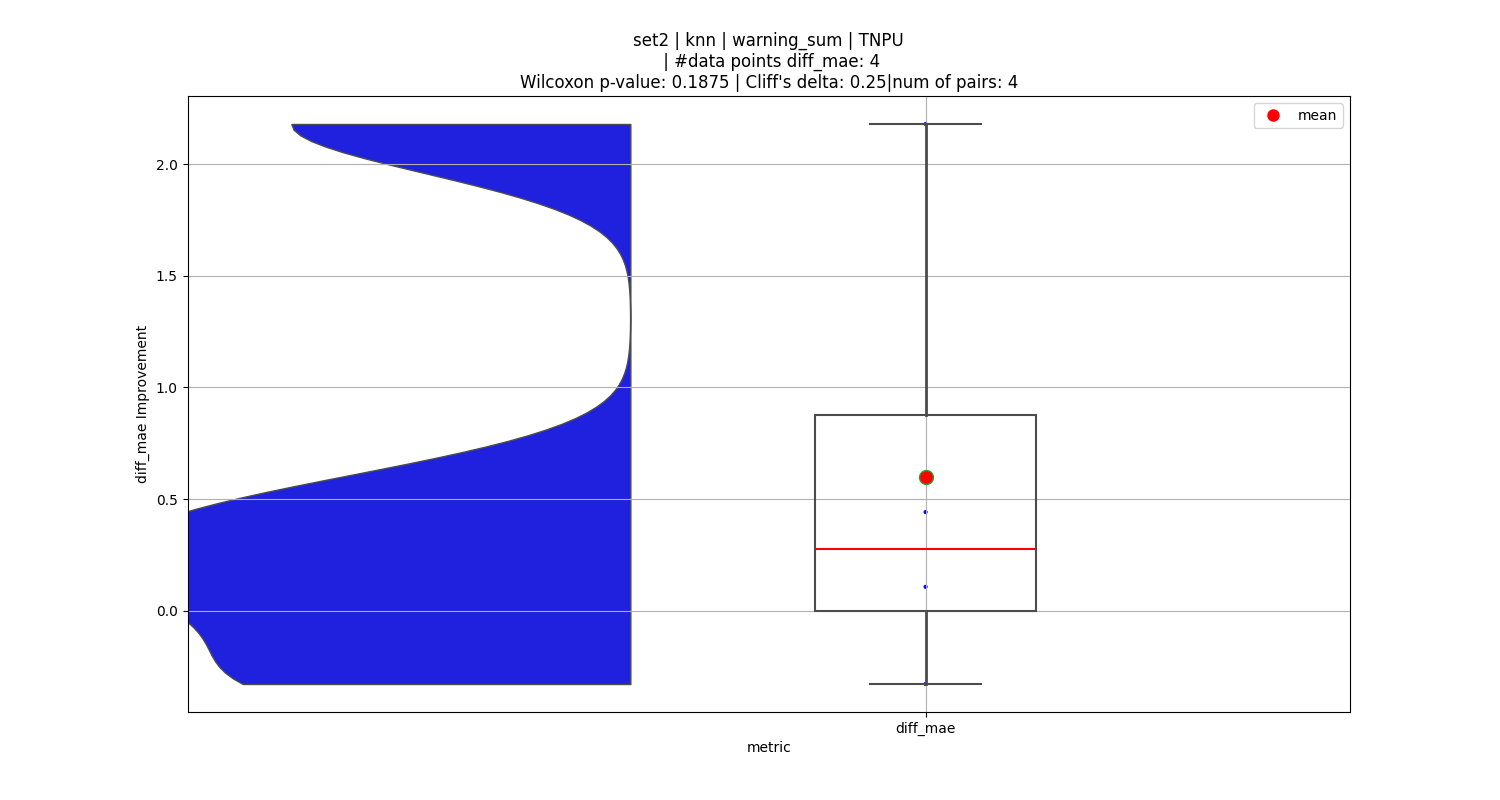 set2 | knn | warning_sum | TNPU
| #data points diff_mae: 4
Wilcoxon p-value: 0.1875 | Cliff's delta: 0.25|num of pairs: 4
mean
2.0
1.5
1.0
0.5
0.0
diff_mae Improvement
diff_mae
metric